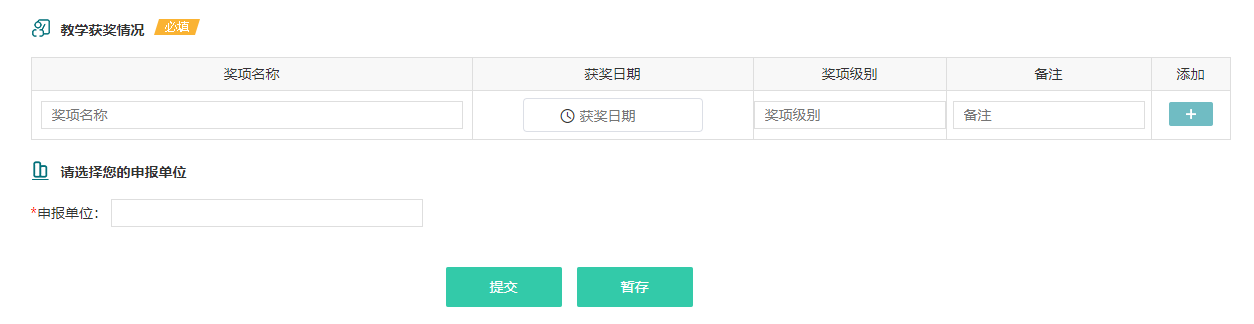 教学获奖情况 必填
奖项名称 获奖日期 奖项级别 备注 添加
奖项名称 获奖日期 奖项级别 备注 +
请选择您的申报单位
*申报单位：
提交 暂存